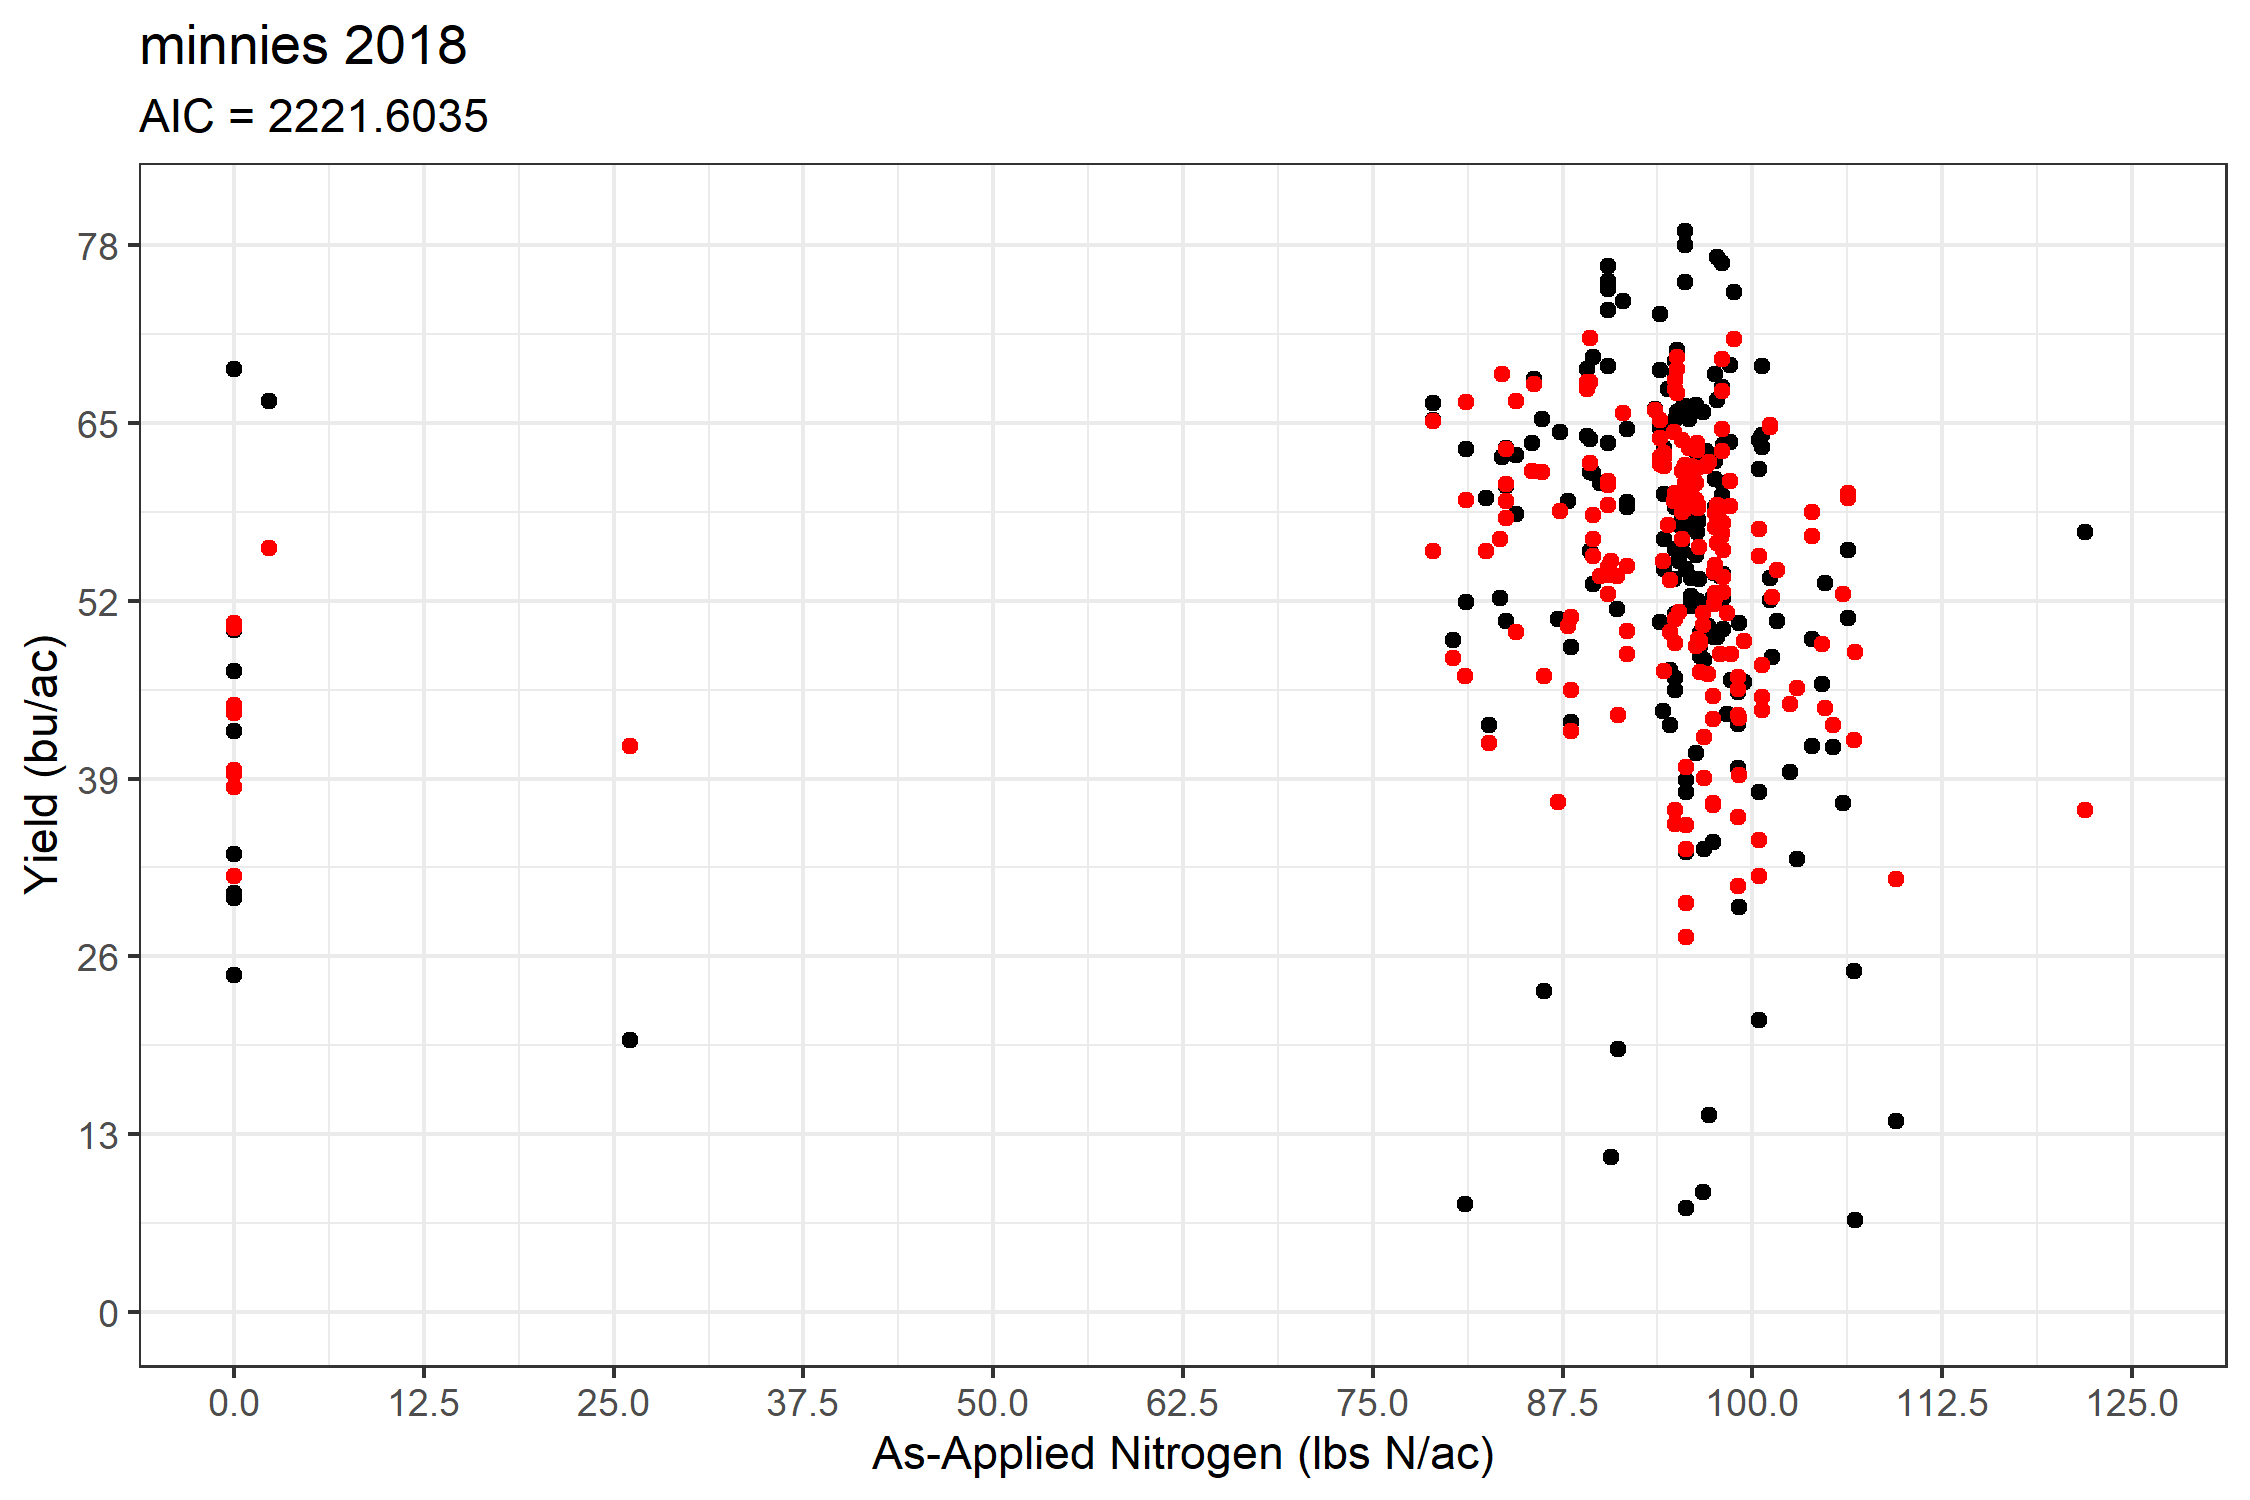 minnies 2018
AIC = 2221.6035
78
65
52
39
26
13
0
Yield (bu/ac)
0.0 12.5 25.0 37.5 50.0 62.5 75.0 87.5 100.0 112.5 125.0
As-Applied Nitrogen (lbs N/ac)